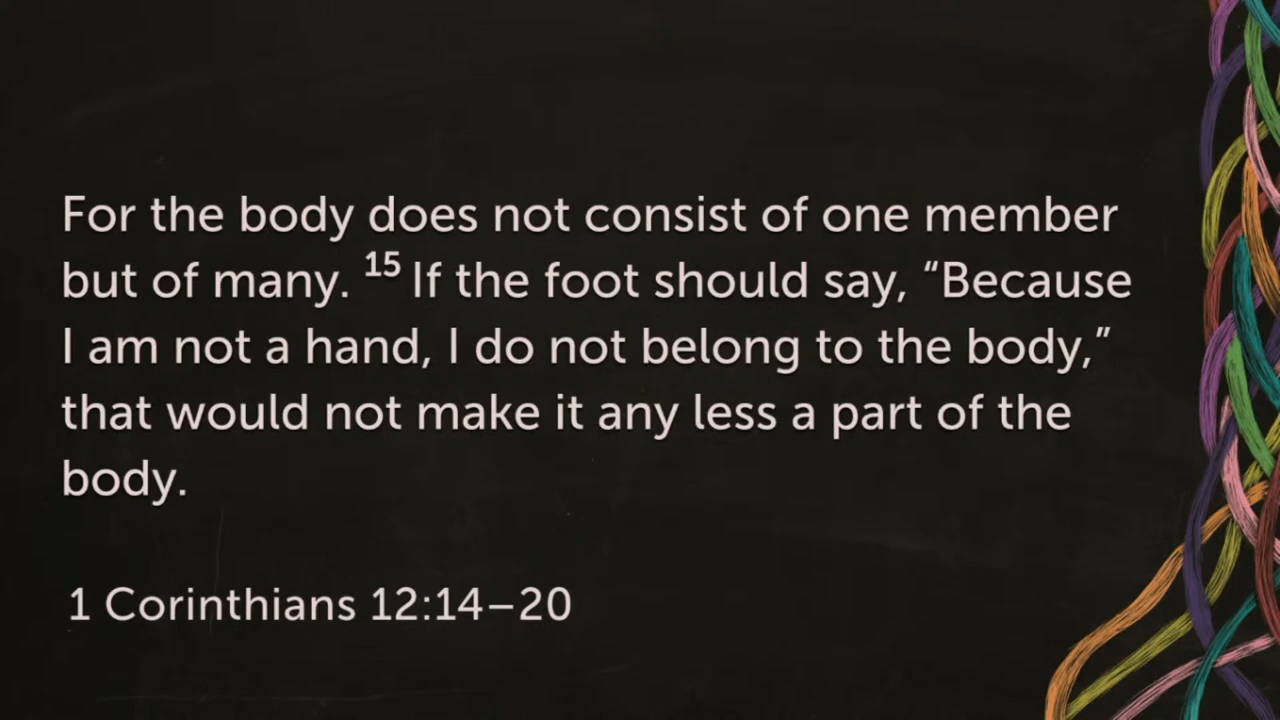 For the body does not consist of one member
but of many. 15 If the foot should say, “Because
I am not a hand, I do not belong to the body,”
that would not make it any less a part of the
body.
1 Corinthians 12:14–20